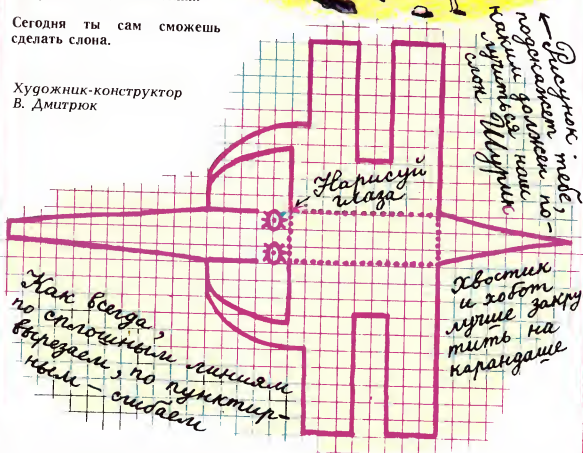 Сегодня ты сам сможешь
сделать слона.
Художник-конструктор
В. Дмитрюк
← Рисунок
подскажет тебе,
каким должен по-
лучиться наш
слон Шурик
Нарисуй
глаза
Как всегда,
по сплошным линиям
вырезаем, по пунктир-
ным – сгибаем
Хвостик
и хобот
лучше закру
тить на
карандаше